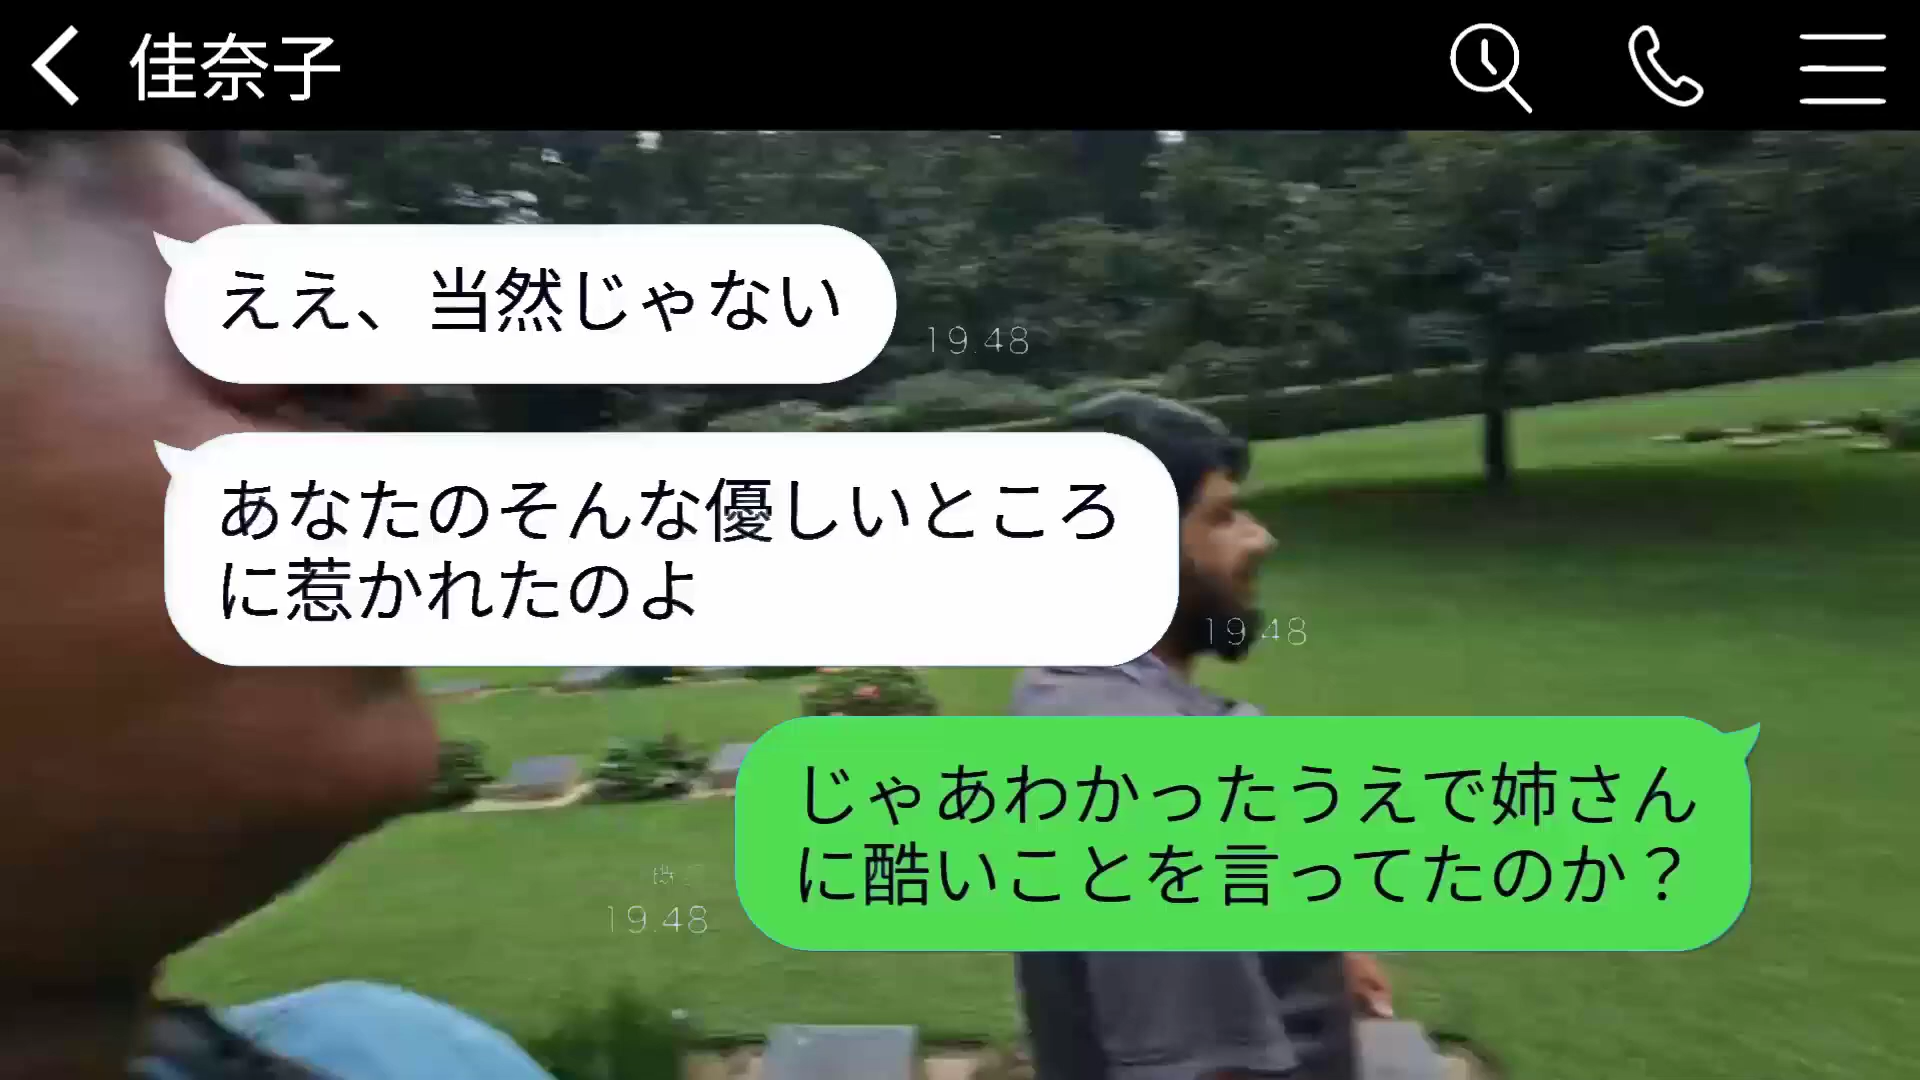 佳奈子
ええ、当然じゃない
19.48
あなたのそんな優しいところ
に惹かれたのよ
19.48
じゃあわかったうえで姉さん
に酷いことを言ってたのか？
19.48